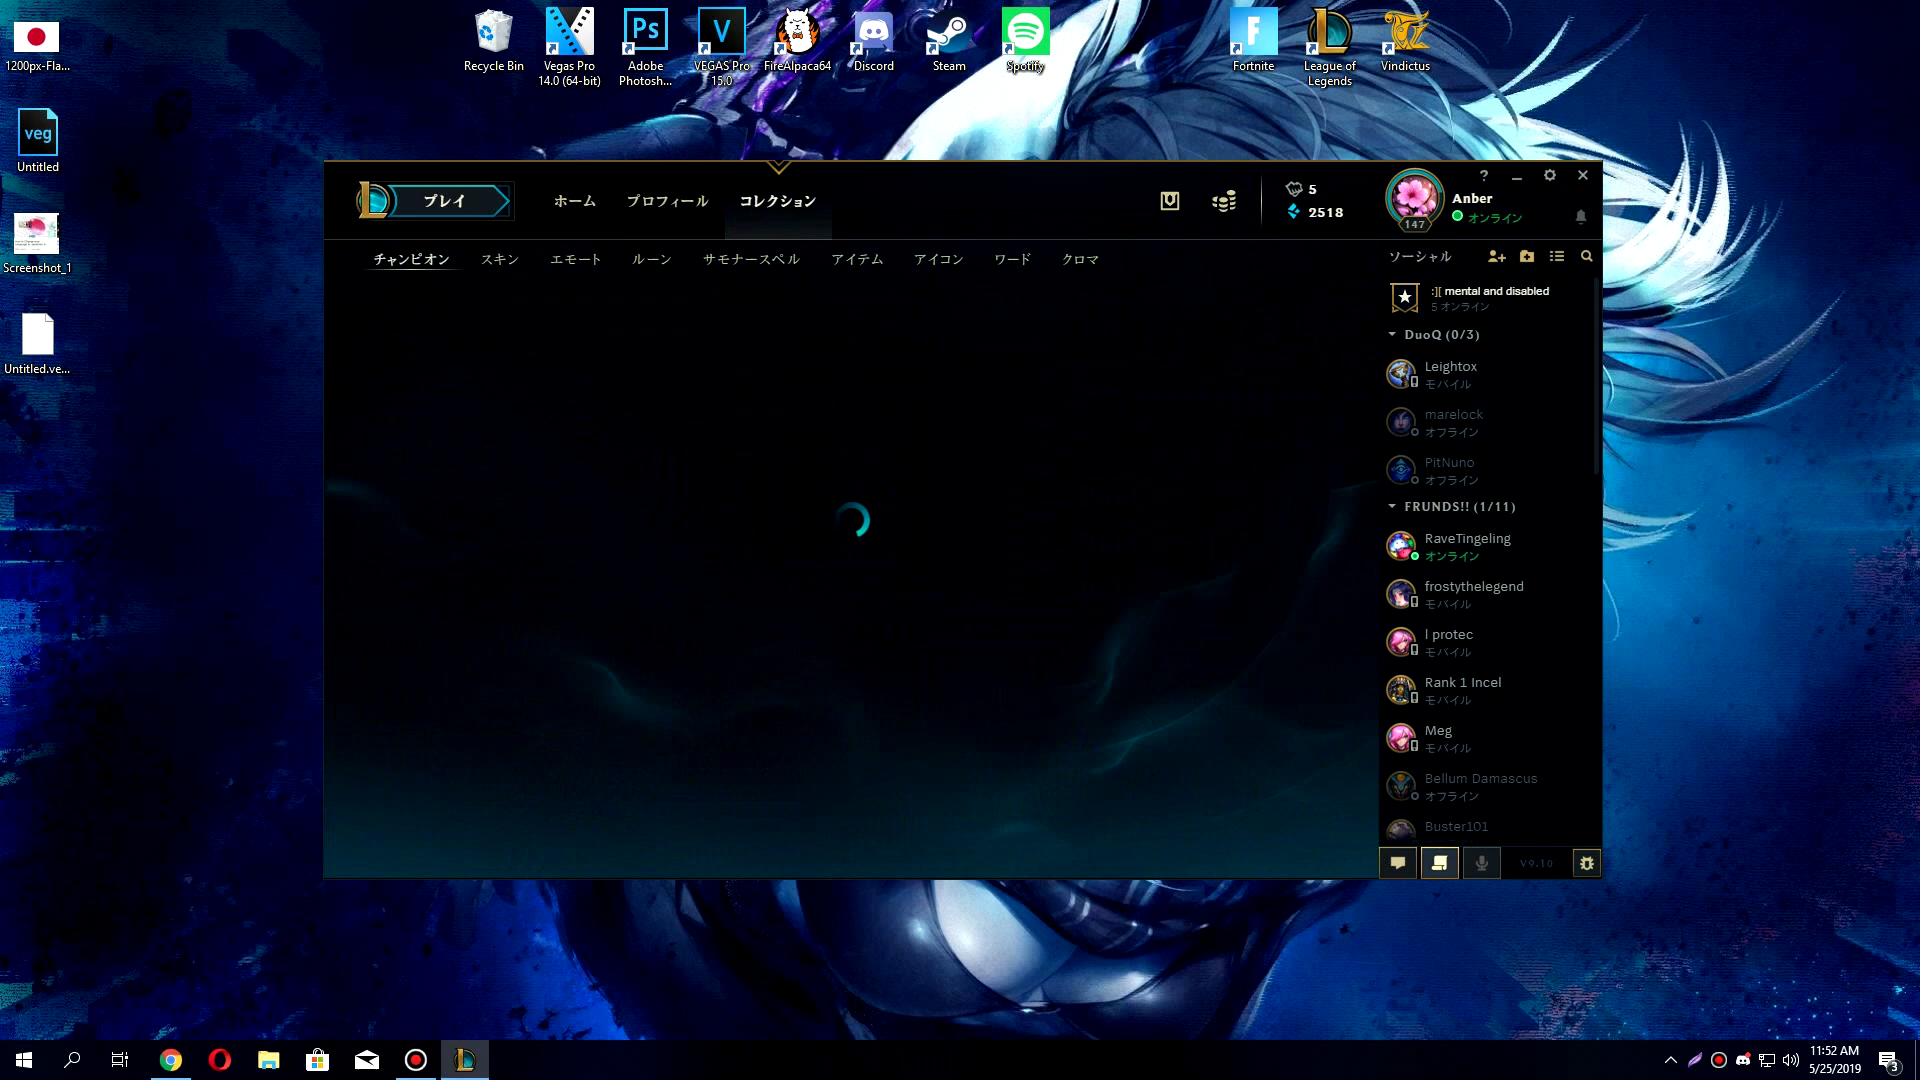 1200px-Fla...
Recycle Bin
Vegas Pro
14.0 (64-bit)
Ps
Adobe
Photosh...
V
VEGAS Pro
15.0
FireAlpaca64
Discord
Steam
Spotify
F
Fortnite
League of
Legends
Vindictus
veg
Untitled
Screenshot_1
Untitled.ve...
プレイ
ホーム
プロフィール
コレクション
5
2518
147
?
Anber
オンライン
チャンピオン
スキン
エモート
ルーン
サモナースペル
アイテム
アイコン
ワード
クロマ
ソーシャル
:][ mental and disabled
5 オンライン
DuoQ (0/3)
Leightox
モバイル
marelock
オフライン
PitNuno
オフライン
FRUNDS!! (1/11)
RaveTingeling
オンライン
frostythelegend
モバイル
l protec
モバイル
Rank 1 Incel
モバイル
Meg
モバイル
Bellum Damascus
オフライン
Buster101
V9.10
11:52 AM
5/25/2019
3